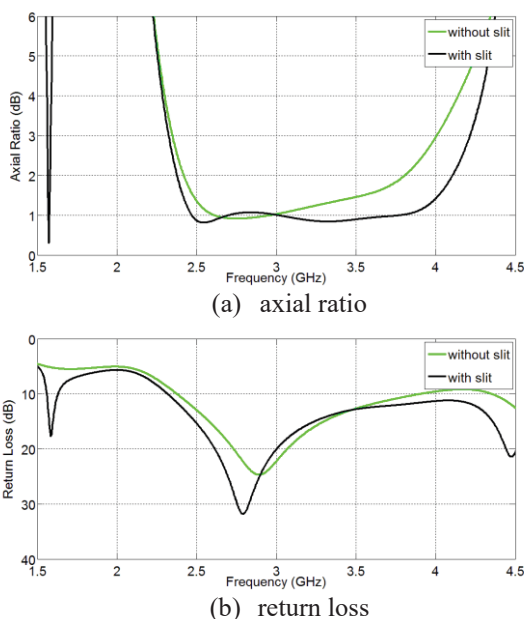 6
5
4
3
2
1
0
Axial Ratio (dB)
without slit
with slit
1.5 2 2.5 3 3.5 4 4.5
Frequency (GHz)
(a) axial ratio
0
10
20
30
40
Return Loss (dB)
without slit
with slit
1.5 2 2.5 3 3.5 4 4.5
Frequency (GHz)
(b) return loss